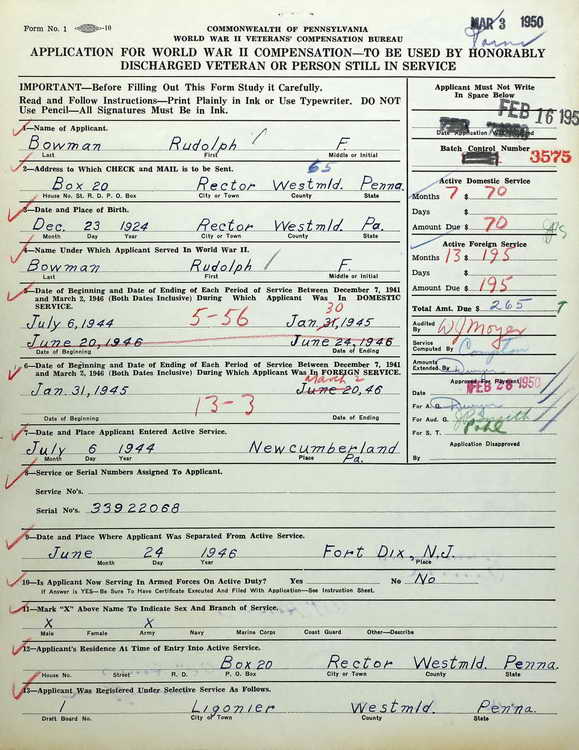 Form No. 1 -10
MAR 3 1950
COMMONWEALTH OF PENNSYLVANIA
WORLD WAR II VETERANS' COMPENSATION BUREAU
APPLICATION FOR WORLD WAR II COMPENSATION—TO BE USED BY HONORABLY
DISCHARGED VETERAN OR PERSON STILL IN SERVICE
IMPORTANT—Before Filling Out This Form Study it Carefully.
Read and Follow Instructions—Print Plainly in Ink or Use Typewriter. DO NOT
Use Pencil—All Signatures Must Be in Ink.
Applicant Must Not Write
In Space Below
FEB 16 195
Date Application
Batch Control Number
3575
1—Name of Applicant.
Bowman Rudolph F.
Last First Middle or Initial
2—Address to Which CHECK and MAIL is to be Sent.
65
Box 20 Rector Westmld. Penna.
House No. St. R. D. P. O. Box City or Town County State
3—Date and Place of Birth.
Dec. 23 1924 Rector Westmld. Pa.
Month Day Year City or Town County State
4—Name Under Which Applicant Served In World War II.
Bowman Rudolph F.
Last First Middle or Initial
5—Date of Beginning and Date of Ending of Each Period of Service Between December 7, 1941
and March 2, 1946 (Both Dates Inclusive) During Which Applicant Was In DOMESTIC
SERVICE.
30
July 6, 1944 5-56 Jan. 31, 1945
June 20, 1946 June 24, 1946
Date of Beginning Date of Ending
6—Date of Beginning and Date of Ending of Each Period of Service Between December 7, 1941
and March 2, 1946 (Both Dates Inclusive) During Which Applicant Was In FOREIGN SERVICE.
March 2
Jan. 31, 1945 June 20, 46
13-3
Date of Beginning Date of Ending
7—Date and Place Applicant Entered Active Service.
July 6 1944 Newcumberland
Month Day Year Place Pa.
8—Service or Serial Numbers Assigned To Applicant.
Service No's.
Serial No's. 33922068
9—Date and Place Where Applicant Was Separated From Active Service.
June 24 1946 Fort Dix, N.J.
Month Day Year Place
10—Is Applicant Now Serving In Armed Forces On Active Duty? Yes No No
If Answer is YES—Be Sure To Have Certificate Executed And Filed With Application—See Instruction Sheet.
11—Mark "X" Above Name To Indicate Sex And Branch of Service.
X X
Male Female Army Navy Marine Corps Coast Guard Other—Describe
12—Applicant's Residence At Time of Entry Into Active Service.
Box 20 Rector Westmld. Penna.
House No. Street R. D. P. O. Box City or Town County State
13—Applicant Was Registered Under Selective Service As Follows.
1 Ligonier Westmld. Penna.
Draft Board No. City or Town County State
Active Domestic Service
Months 7 $ 70
Days $
Amount Due $ 70
Active Foreign Service
Months 13 $ 195
Days $
Amount Due $ 195
Total Amt. Due $ 265
Audited By W J Moyer
Service
Computed By
Amounts
Extended By
Approved For Payment
Date FEB 28 1950
For A. G.
For Aud. G.
For S. T. Pohl
Application Disapproved
By